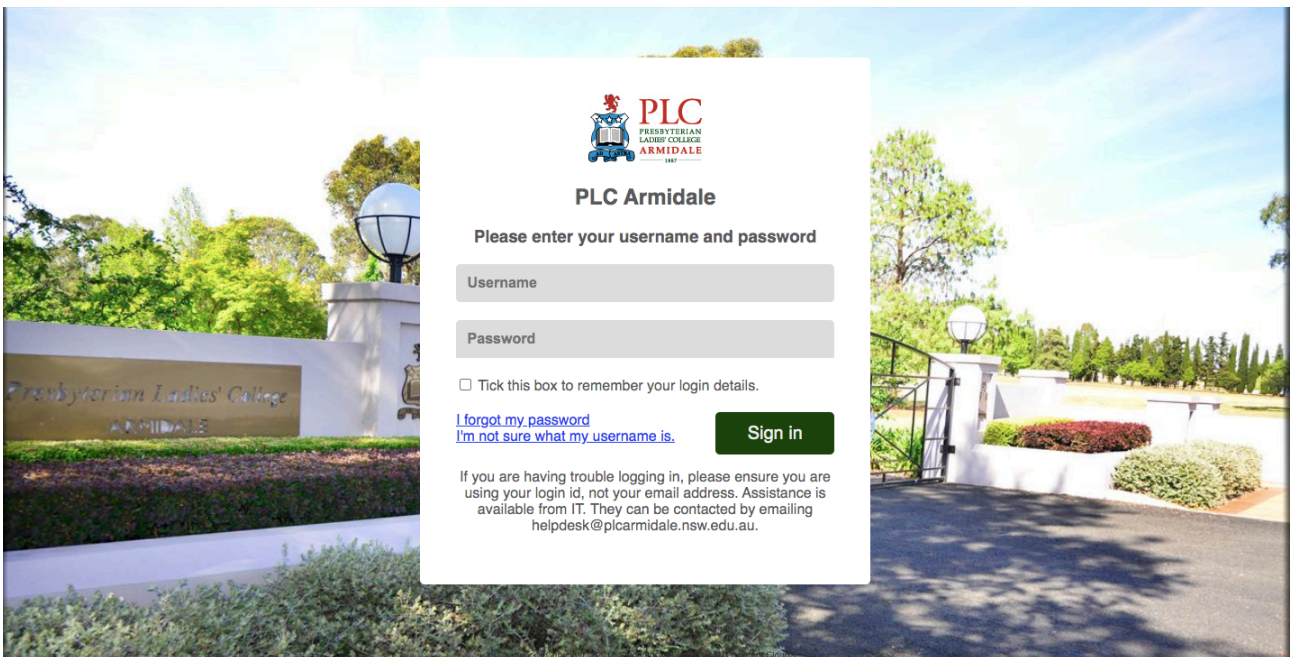 PLC
PRESBYTERIAN
LADIES' COLLEGE
ARMIDALE
1887
PLC Armidale
Please enter your username and password
Username
Password
Tick this box to remember your login details.
I forgot my password
I'm not sure what my username is.
Sign in
If you are having trouble logging in, please ensure you are
using your login id, not your email address. Assistance is
available from IT. They can be contacted by emailing
helpdesk@plcarmidale.nsw.edu.au.
Presbyterian Ladies' College
ARMIDALE